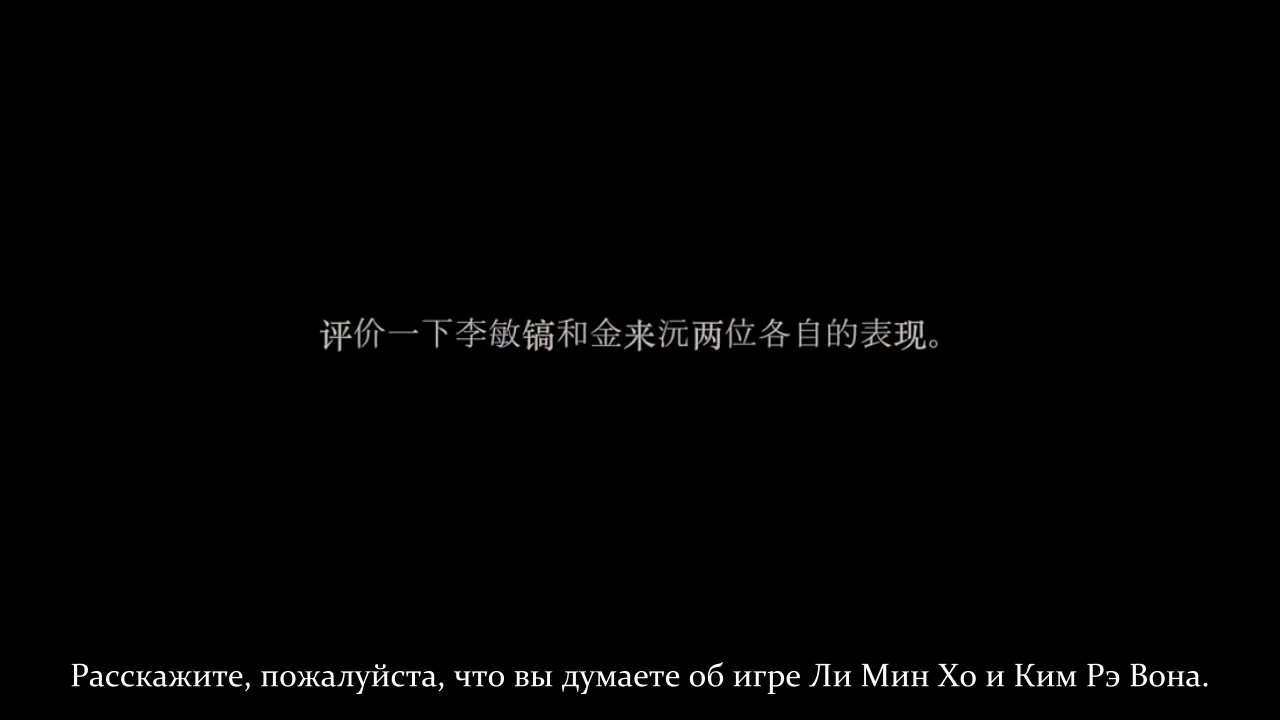 评价一下李敏镐和金来沅两位各自的表现。
Расскажите, пожалуйста, что вы думаете об игре Ли Мин Хо и Ким Рэ Вона.